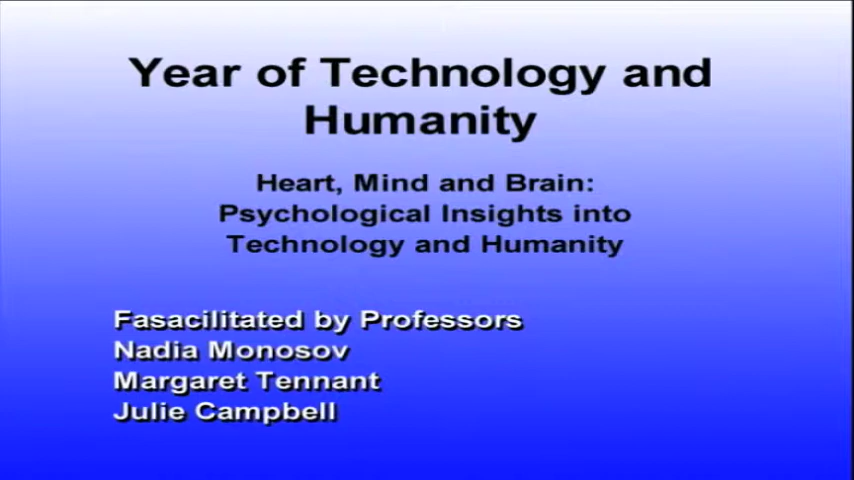 Year of Technology and
Humanity
Heart, Mind and Brain:
Psychological Insights into
Technology and Humanity
Fasacilitated by Professors
Nadia Monosov
Margaret Tennant
Julie Campbell